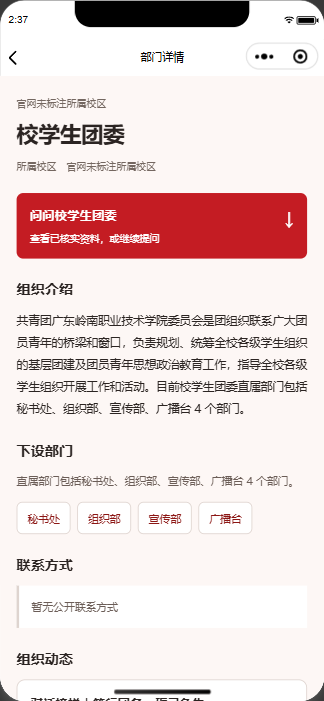 2:37
部门详情
官网未标注所属校区
校学生团委
所属校区 官网未标注所属校区
问问校学生团委
查看已核实资料，或继续提问
组织介绍
共青团广东岭南职业技术学院委员会是团组织联系广大团
员青年的桥梁和窗口，负责规划、统筹全校各级学生组织
的基层团建及团员青年思想政治教育工作，指导全校各级
学生组织开展工作和活动。目前校学生团委直属部门包括
秘书处、组织部、宣传部、广播台 4 个部门。
下设部门
直属部门包括秘书处、组织部、宣传部、广播台 4 个部门。
秘书处 组织部 宣传部 广播台
联系方式
暂无公开联系方式
组织动态